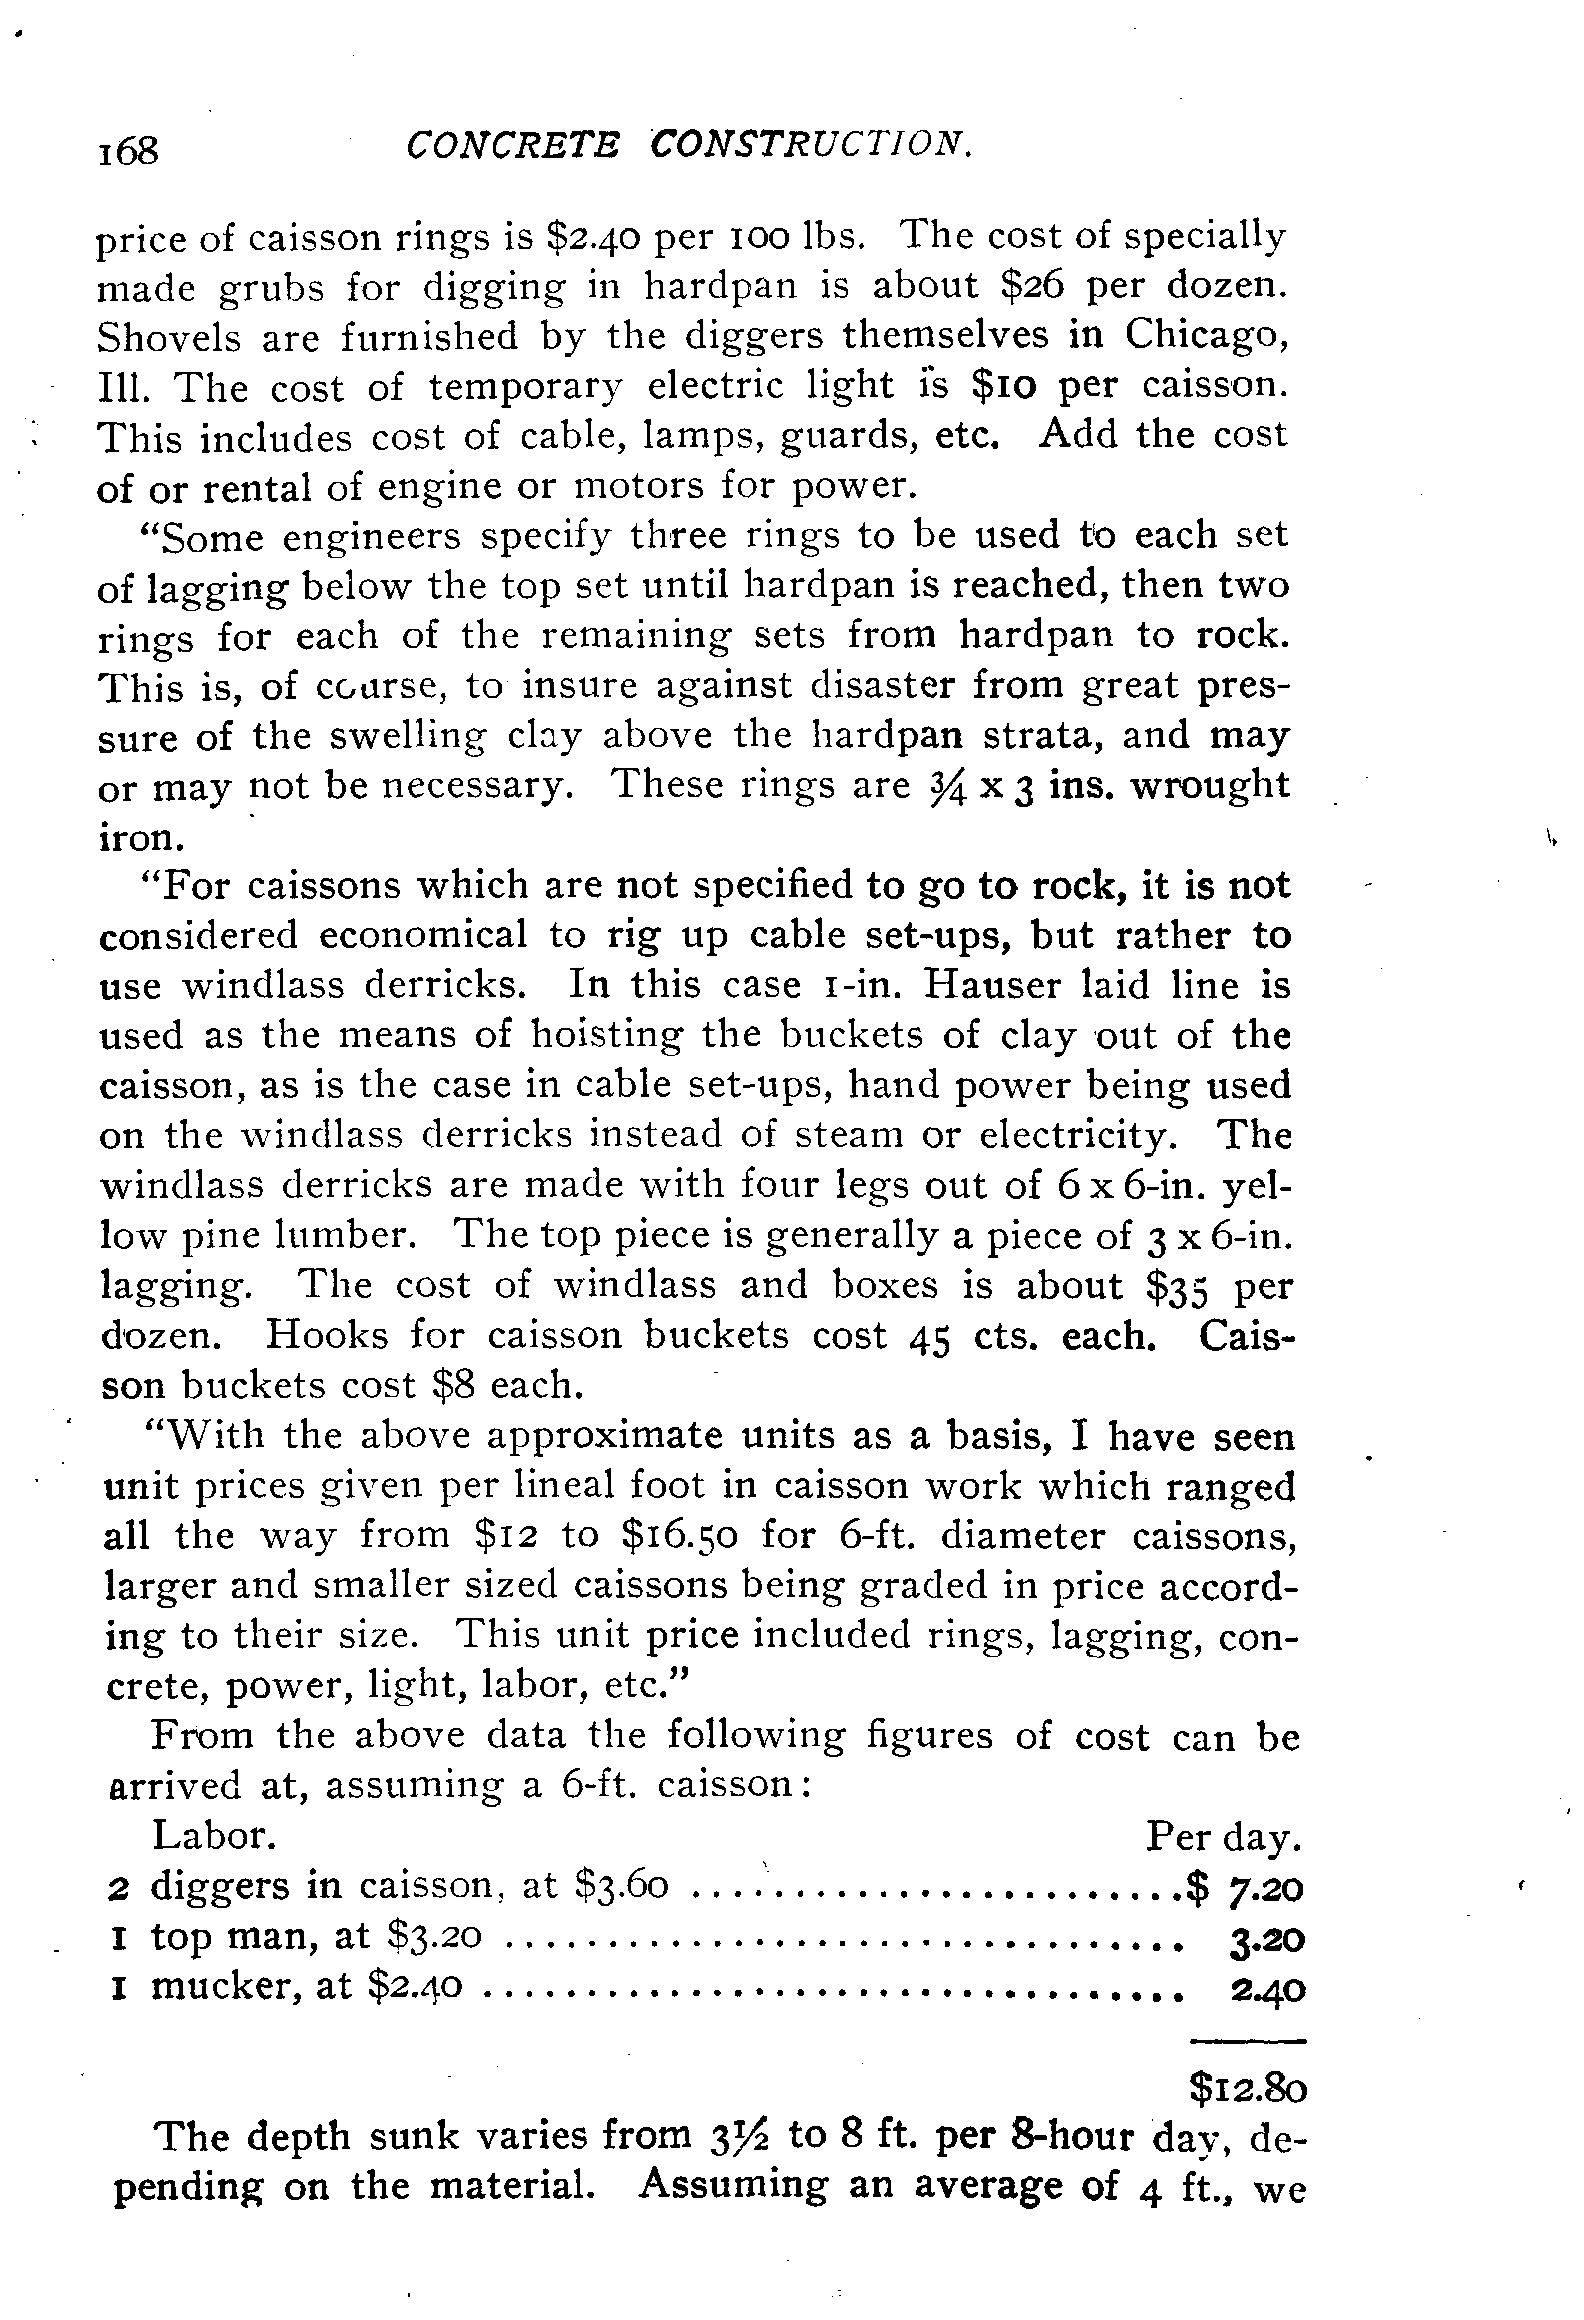 168 CONCRETE CONSTRUCTION.
price of caisson rings is $2.40 per 100 lbs. The cost of specially
made grubs for digging in hardpan is about $26 per dozen.
Shovels are furnished by the diggers themselves in Chicago,
Ill. The cost of temporary electric light is $10 per caisson.
This includes cost of cable, lamps, guards, etc. Add the cost
of or rental of engine or motors for power.
“Some engineers specify three rings to be used to each set
of lagging below the top set until hardpan is reached, then two
rings for each of the remaining sets from hardpan to rock.
This is, of course, to insure against disaster from great pres-
sure of the swelling clay above the hardpan strata, and may
or may not be necessary. These rings are ¾ x 3 ins. wrought
iron.
“For caissons which are not specified to go to rock, it is not
considered economical to rig up cable set-ups, but rather to
use windlass derricks. In this case 1-in. Hauser laid line is
used as the means of hoisting the buckets of clay out of the
caisson, as is the case in cable set-ups, hand power being used
on the windlass derricks instead of steam or electricity. The
windlass derricks are made with four legs out of 6 x 6-in. yel-
low pine lumber. The top piece is generally a piece of 3 x 6-in.
lagging. The cost of windlass and boxes is about $35 per
dozen. Hooks for caisson buckets cost 45 cts. each. Cais-
son buckets cost $8 each.
“With the above approximate units as a basis, I have seen
unit prices given per lineal foot in caisson work which ranged
all the way from $12 to $16.50 for 6-ft. diameter caissons,
larger and smaller sized caissons being graded in price accord-
ing to their size. This unit price included rings, lagging, con-
crete, power, light, labor, etc.”
From the above data the following figures of cost can be
arrived at, assuming a 6-ft. caisson:
Labor. Per day.
2 diggers in caisson, at $3.60 ........................$ 7.20
1 top man, at $3.20 ................................. 3.20
1 mucker, at $2.40 .................................. 2.40
$12.80
The depth sunk varies from 3½ to 8 ft. per 8-hour day, de-
pending on the material. Assuming an average of 4 ft., we